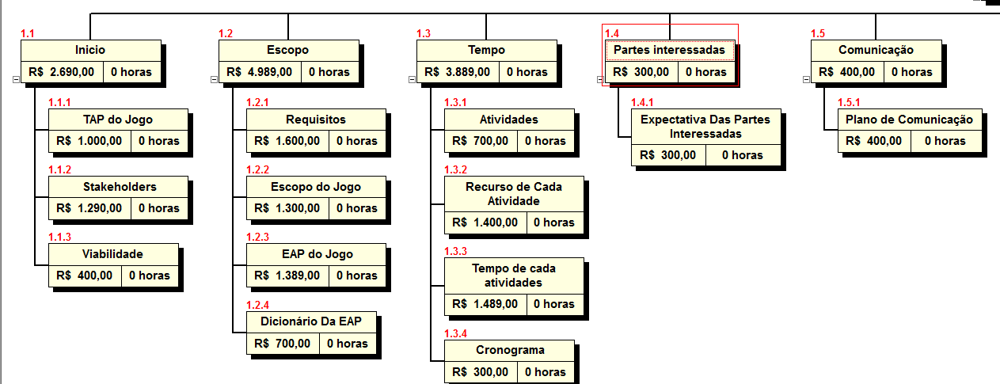 1.1
Inicio
R$ 2.690,00 0 horas
1.1.1
TAP do Jogo
R$ 1.000,00 0 horas
1.1.2
Stakeholders
R$ 1.290,00 0 horas
1.1.3
Viabilidade
R$ 400,00 0 horas
1.2
Escopo
R$ 4.989,00 0 horas
1.2.1
Requisitos
R$ 1.600,00 0 horas
1.2.2
Escopo do Jogo
R$ 1.300,00 0 horas
1.2.3
EAP do Jogo
R$ 1.389,00 0 horas
1.2.4
Dicionário Da EAP
R$ 700,00 0 horas
1.3
Tempo
R$ 3.889,00 0 horas
1.3.1
Atividades
R$ 700,00 0 horas
1.3.2
Recurso de Cada
Atividade
R$ 1.400,00 0 horas
1.3.3
Tempo de cada
atividades
R$ 1.489,00 0 horas
1.3.4
Cronograma
R$ 300,00 0 horas
1.4
Partes interessadas
R$ 300,00 0 horas
1.4.1
Expectativa Das Partes
Interessadas
R$ 300,00 0 horas
1.5
Comunicação
R$ 400,00 0 horas
1.5.1
Plano de Comunicação
R$ 400,00 0 horas